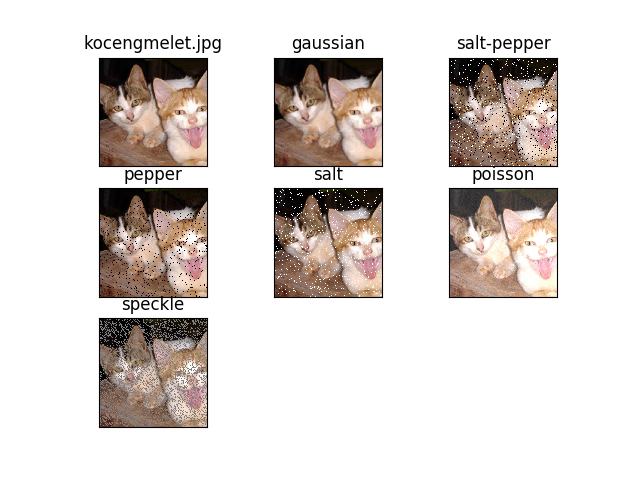 kocengmelet.jpg
gaussian
salt-pepper
pepper
salt
poisson
speckle